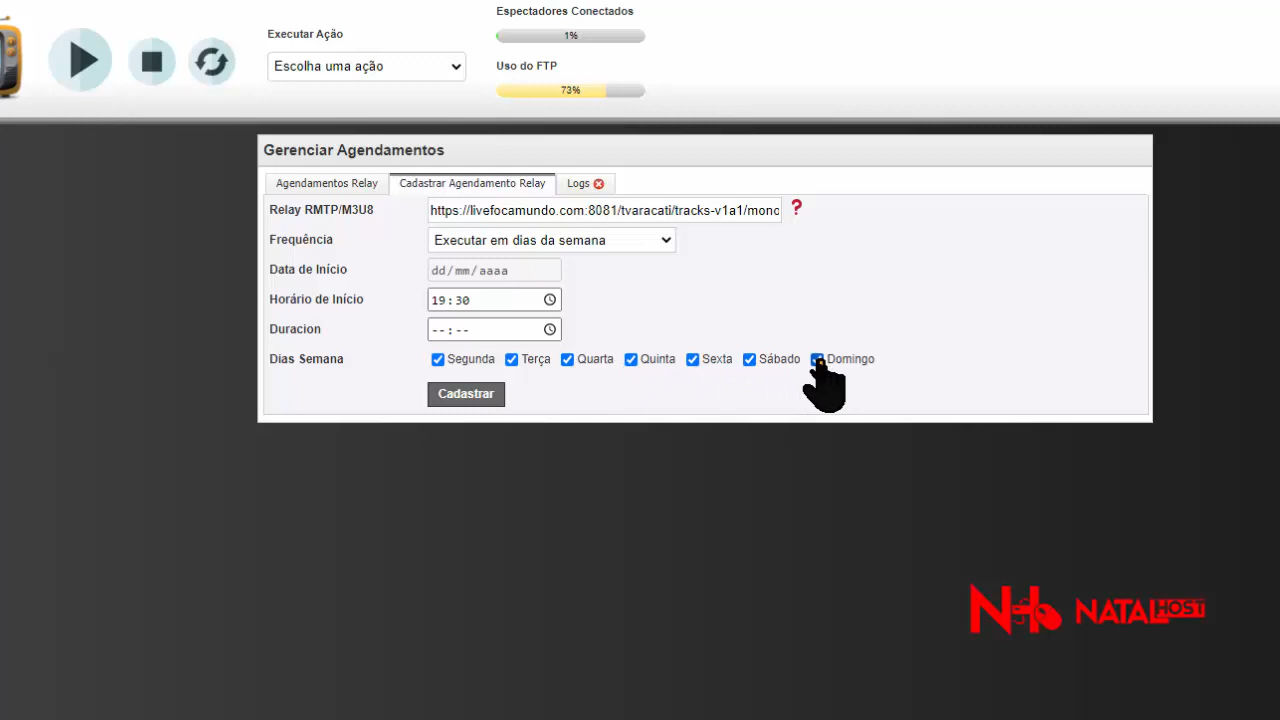 Espectadores Conectados
Executar Ação
1%
Escolha uma ação
Uso do FTP
73%
Gerenciar Agendamentos
Agendamentos Relay
Cadastrar Agendamento Relay
Logs
Relay RMTP/M3U8
https://livefocamundo.com:8081/tvaracati/tracks-v1a1/mono
?
Frequência
Executar em dias da semana
Data de Início
dd/mm/aaaa
Horário de Início
19:30
Duracion
--:--
Dias Semana
Segunda
Terça
Quarta
Quinta
Sexta
Sábado
Domingo
Cadastrar
NATAL HOST